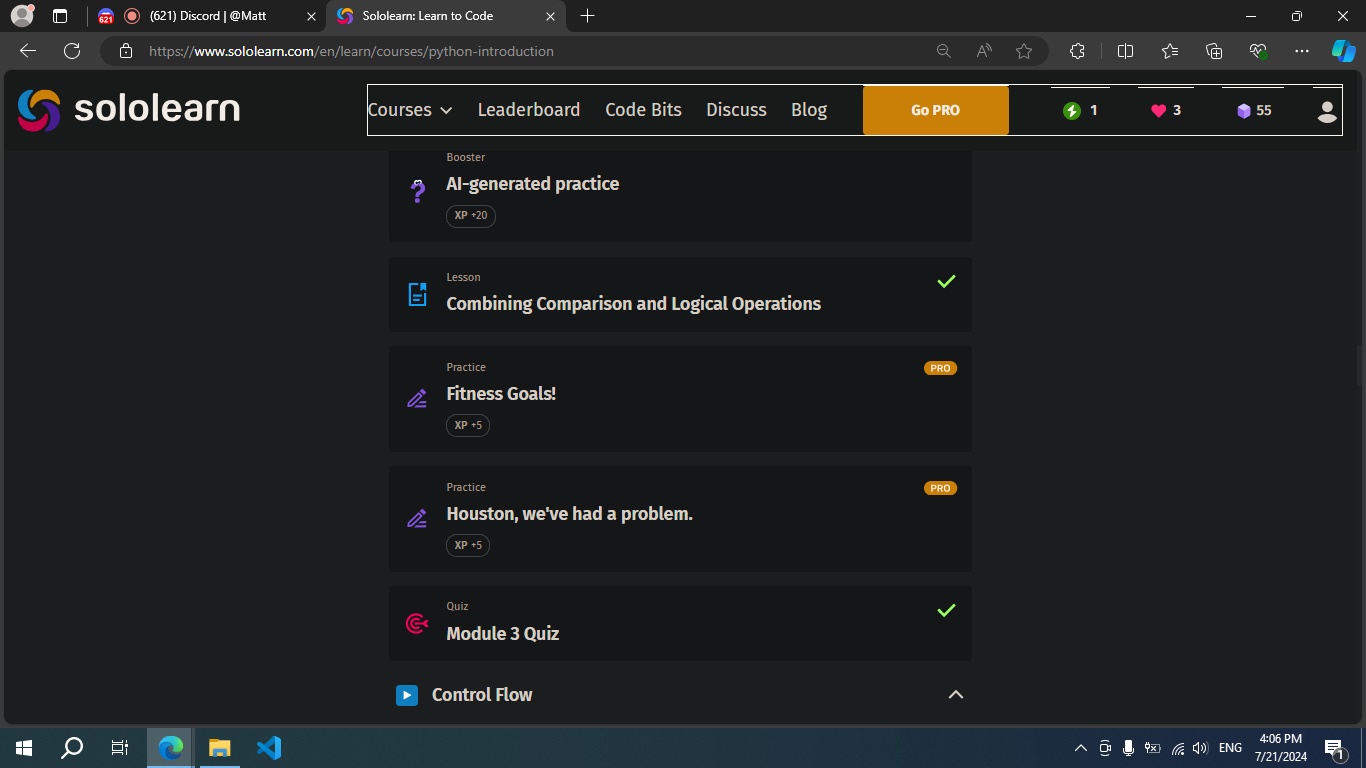 (621) Discord | @Matt
Sololearn: Learn to Code
https://www.sololearn.com/en/learn/courses/python-introduction
sololearn
Courses Leaderboard Code Bits Discuss Blog Go PRO 1 3 55
Booster
AI-generated practice
XP +20
Lesson
Combining Comparison and Logical Operations
Practice
PRO
Fitness Goals!
XP +5
Practice
PRO
Houston, we've had a problem.
XP +5
Quiz
Module 3 Quiz
Control Flow
ENG
4:06 PM
7/21/2024
1
621